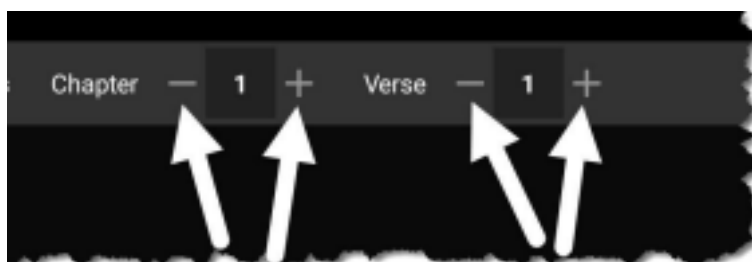 Chapter − 1 + Verse − 1 +